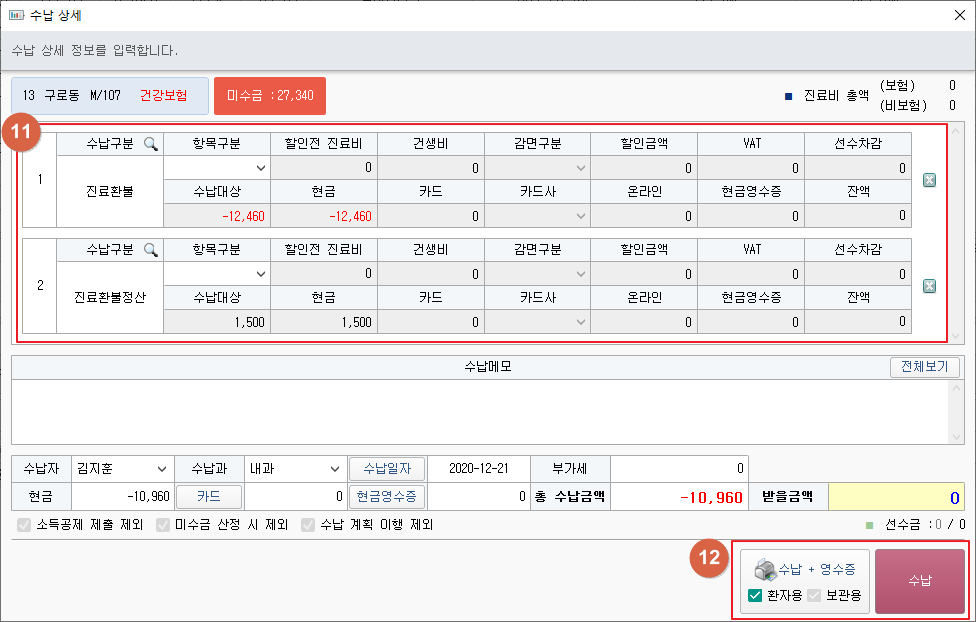 수납 상세
수납 상세 정보를 입력합니다.
13 구로동 M/107 건강보험 미수금 :27,340 ■ 진료비 총액 (보험) 0
(비보험) 0
11
수납구분 항목구분 할인전 진료비 건생비 감면구분 할인금액 VAT 선수차감
1 진료환불 0 0 0 0 0
수납대상 현금 카드 카드사 온라인 현금영수증 잔액
-12,460 -12,460 0 0 0 0
수납구분 항목구분 할인전 진료비 건생비 감면구분 할인금액 VAT 선수차감
2 진료환불정산 0 0 0 0 0
수납대상 현금 카드 카드사 온라인 현금영수증 잔액
1,500 1,500 0 0 0 0
수납메모 전체보기
수납자 김지훈 수납과 내과 수납일자 2020-12-21 부가세 0
현금 -10,960 카드 0 현금영수증 0 총 수납금액 -10,960 받을금액 0
소득공제 제출 제외 미수금 산정 시 제외 수납 계획 이행 제외 ■ 선수금 :0 / 0
12
수납 + 영수증 수납
환자용 보관용